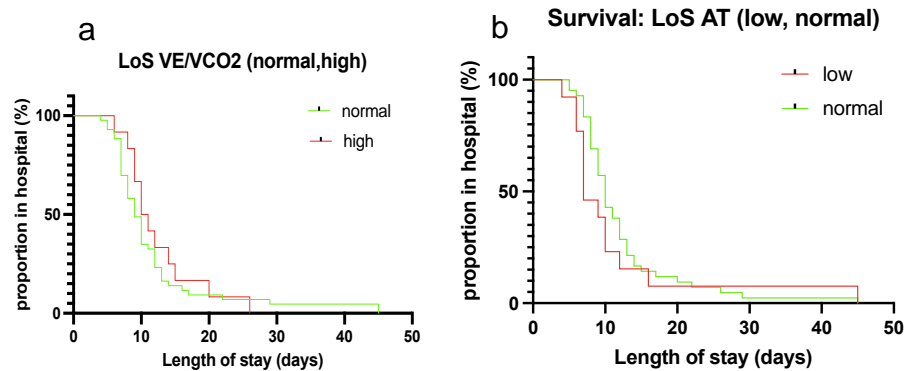 a
LoS VE/VCO2 (normal,high)
normal
high
proportion in hospital (%)
100
50
0
0 10 20 30 40 50
Length of stay (days)
b
Survival: LoS AT (low, normal)
low
normal
proportion in hospital (%)
100
50
0
0 10 20 30 40 50
Length of stay (days)